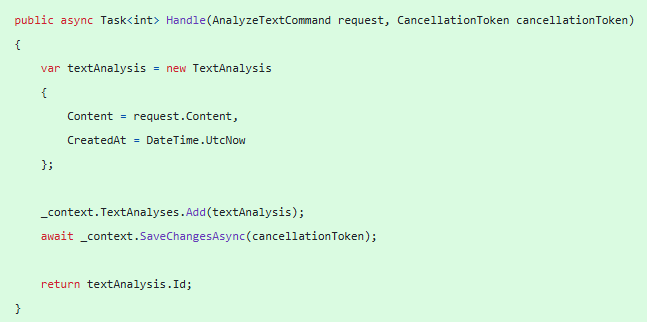 public async Task<int> Handle(AnalyzeTextCommand request, CancellationToken cancellationToken)
{
    var textAnalysis = new TextAnalysis
    {
        Content = request.Content,
        CreatedAt = DateTime.UtcNow
    };

    _context.TextAnalyses.Add(textAnalysis);
    await _context.SaveChangesAsync(cancellationToken);

    return textAnalysis.Id;
}